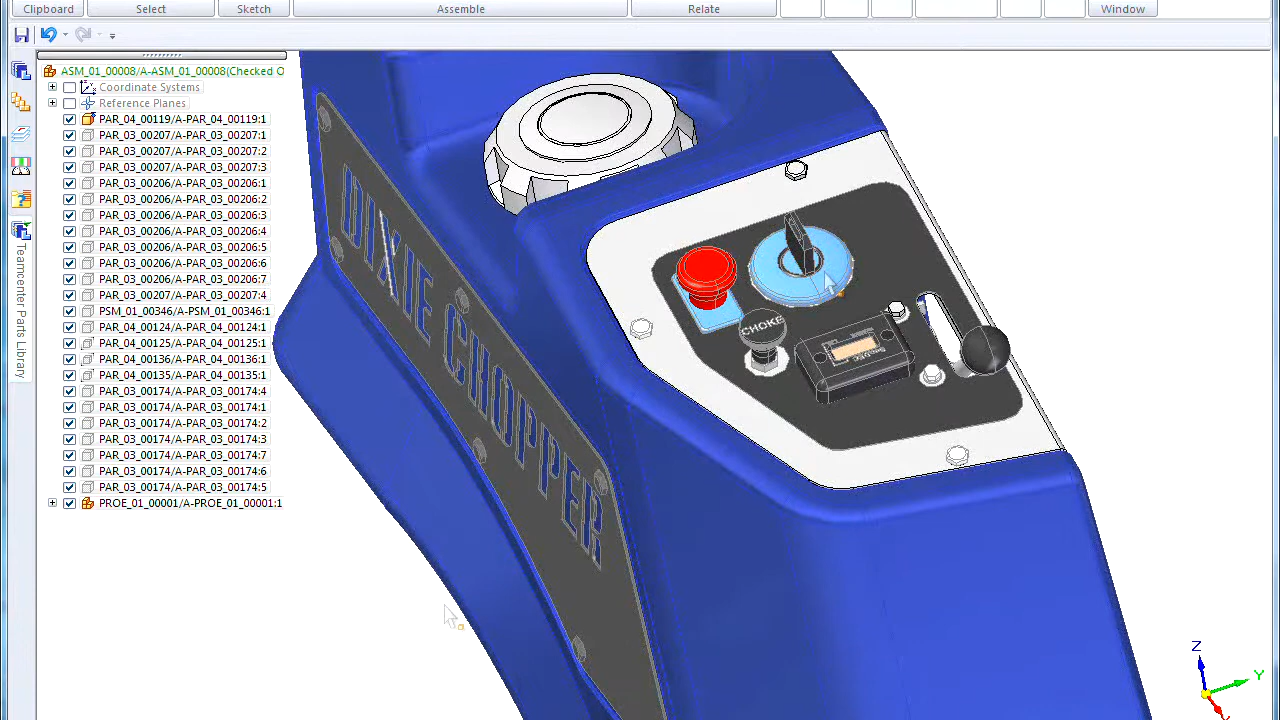 Clipboard
Select
Sketch
Assemble
Relate
Window
ASM_01_00008/A-ASM_01_00008(Checked O
Coordinate Systems
Reference Planes
PAR_04_00119/A-PAR_04_00119:1
PAR_03_00207/A-PAR_03_00207:1
PAR_03_00207/A-PAR_03_00207:2
PAR_03_00207/A-PAR_03_00207:3
PAR_03_00206/A-PAR_03_00206:1
PAR_03_00206/A-PAR_03_00206:2
PAR_03_00206/A-PAR_03_00206:3
PAR_03_00206/A-PAR_03_00206:4
PAR_03_00206/A-PAR_03_00206:5
PAR_03_00206/A-PAR_03_00206:6
PAR_03_00206/A-PAR_03_00206:7
PAR_03_00207/A-PAR_03_00207:4
PSM_01_00346/A-PSM_01_00346:1
PAR_04_00124/A-PAR_04_00124:1
PAR_04_00125/A-PAR_04_00125:1
PAR_04_00136/A-PAR_04_00136:1
PAR_04_00135/A-PAR_04_00135:1
PAR_03_00174/A-PAR_03_00174:4
PAR_03_00174/A-PAR_03_00174:1
PAR_03_00174/A-PAR_03_00174:2
PAR_03_00174/A-PAR_03_00174:3
PAR_03_00174/A-PAR_03_00174:7
PAR_03_00174/A-PAR_03_00174:6
PAR_03_00174/A-PAR_03_00174:5
PROE_01_00001/A-PROE_01_00001:1
Teamcenter Parts Library
DIXIE CHOPPER
CHOKE
Z
Y